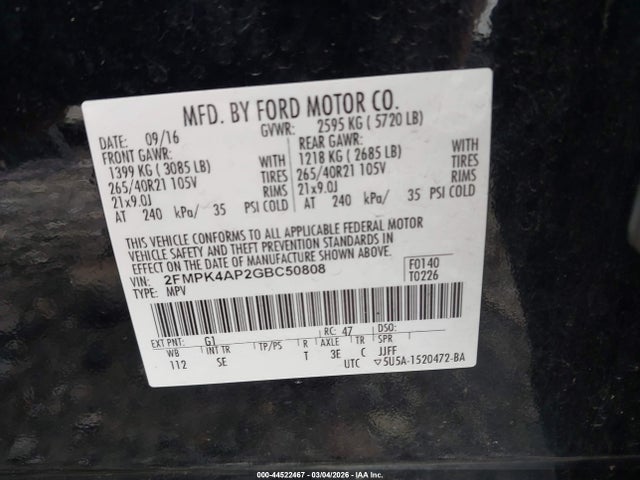 MFD. BY FORD MOTOR CO.
DATE: 09/16 GVWR: 2595 KG ( 5720 LB)
FRONT GAWR: REAR GAWR:
1399 KG ( 3085 LB) WITH 1218 KG ( 2685 LB) WITH
265/40R21 105V TIRES 265/40R21 105V TIRES
21x9.0J RIMS 21x9.0J RIMS
AT 240 kPa/ 35 PSI COLD AT 240 kPa/ 35 PSI COLD
THIS VEHICLE CONFORMS TO ALL APPLICABLE FEDERAL MOTOR
VEHICLE SAFETY AND THEFT PREVENTION STANDARDS IN
EFFECT ON THE DATE OF MANUFACTURE SHOWN ABOVE.
VIN: 2FMPK4AP2GBC50808 F0140
TYPE: MPV T0226
EXT PNT: G1 RC: 47 DSO:
WB INT TR TP/PS R AXLE TR SPR
112 SE T 3E C JJFF
UTC ▽5U5A-1520472-BA
000-44522467 - 03/04/2026 - IAA Inc.